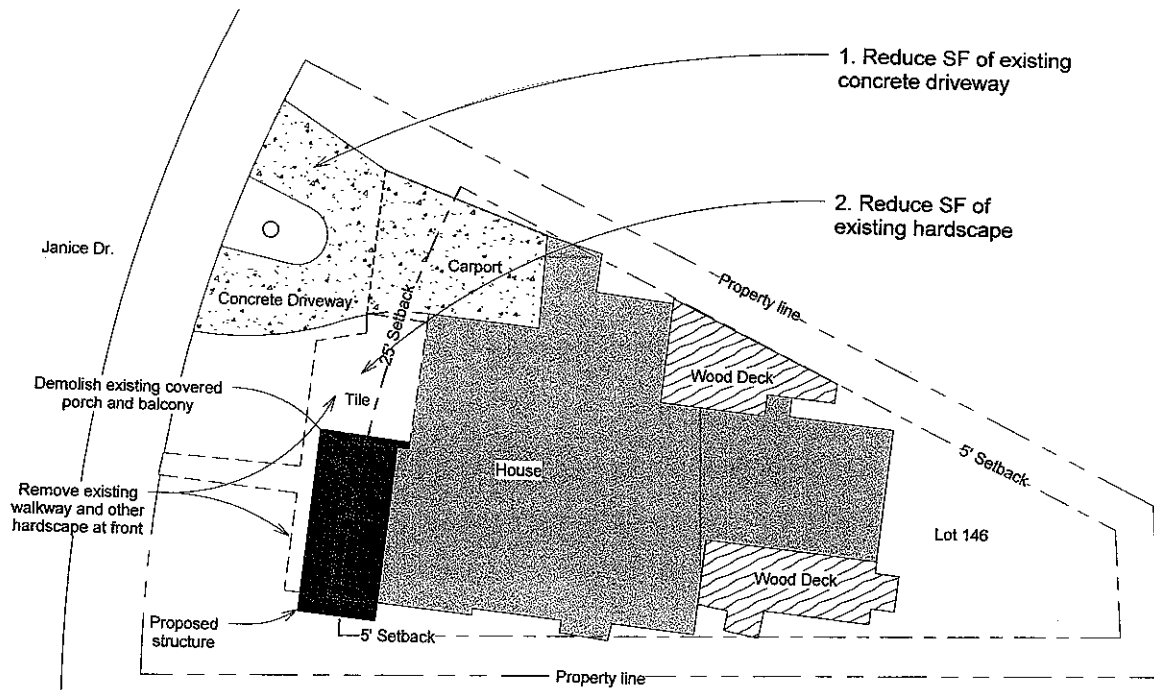 1. Reduce SF of existing
concrete driveway
2. Reduce SF of
existing hardscape
Janice Dr.
Carport
Property line
Concrete Driveway
25' Setback
Demolish existing covered
porch and balcony
Wood Deck
Tile
5' Setback
House
Remove existing
walkway and other
hardscape at front
Lot 146
Wood Deck
Proposed
structure
5' Setback
Property line